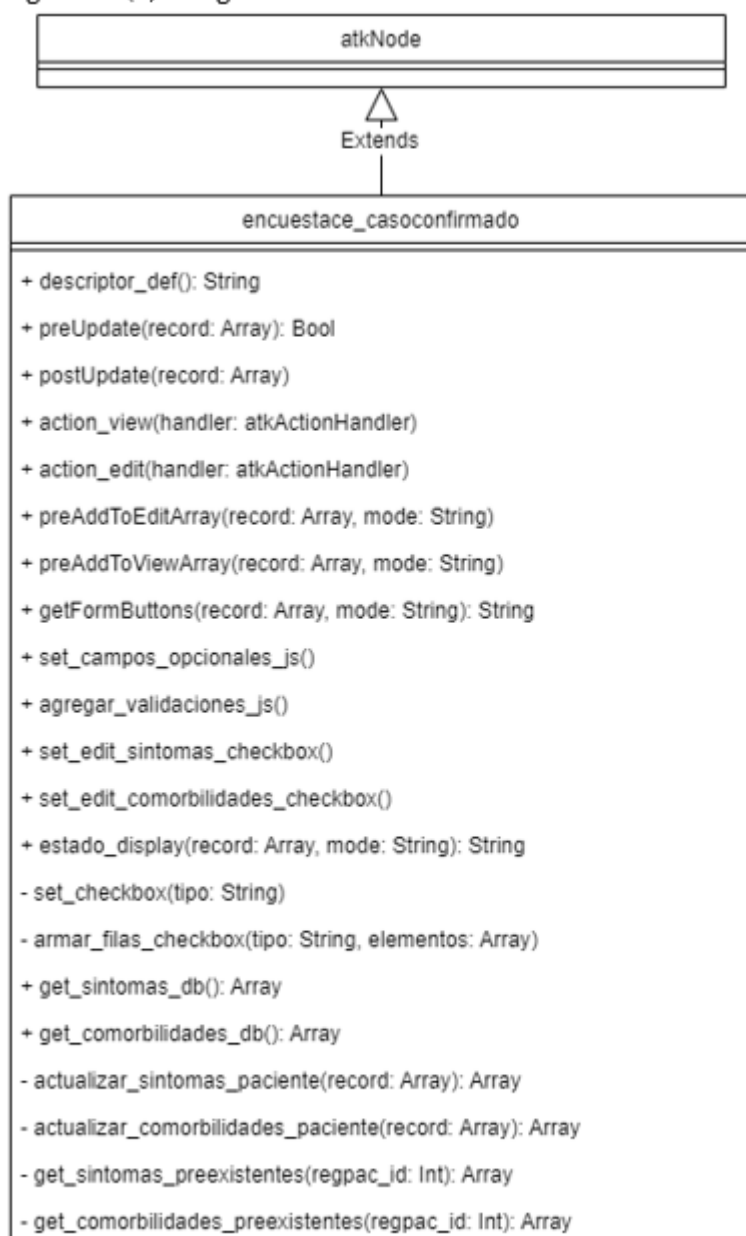 atkNode
Extends
encuestace_casoconfirmado
+ descriptor_def(): String
+ preUpdate(record: Array): Bool
+ postUpdate(record: Array)
+ action_view(handler: atkActionHandler)
+ action_edit(handler: atkActionHandler)
+ preAddToEditArray(record: Array, mode: String)
+ preAddToViewArray(record: Array, mode: String)
+ getFormButtons(record: Array, mode: String): String
+ set_campos_opcionales_js()
+ agregar_validaciones_js()
+ set_edit_sintomas_checkbox()
+ set_edit_comorbilidades_checkbox()
+ estado_display(record: Array, mode: String): String
- set_checkbox(tipo: String)
- armar_filas_checkbox(tipo: String, elementos: Array)
+ get_sintomas_db(): Array
+ get_comorbilidades_db(): Array
- actualizar_sintomas_paciente(record: Array): Array
- actualizar_comorbilidades_paciente(record: Array): Array
- get_sintomas_preexistentes(regpac_id: Int): Array
- get_comorbilidades_preexistentes(regpac_id: Int): Array